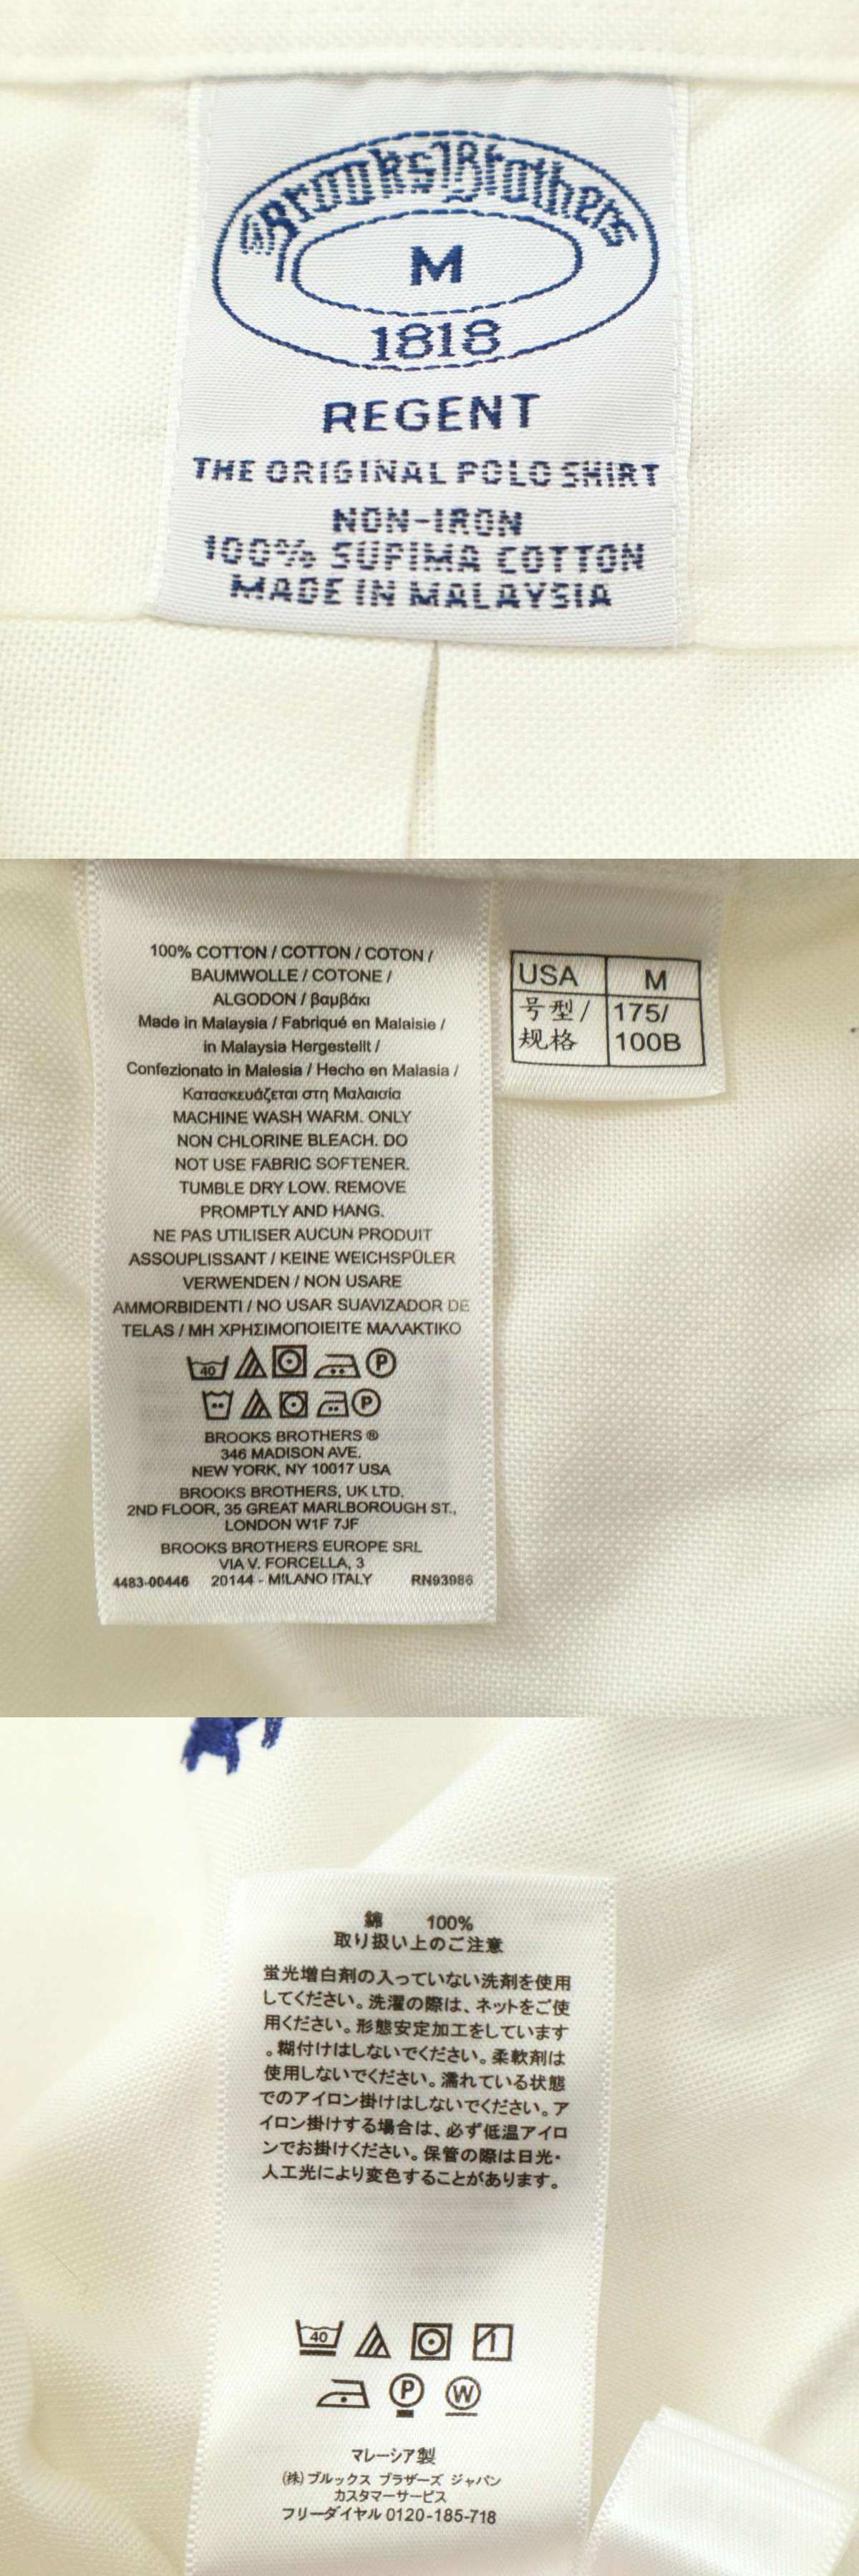 Brooks Brothers
M
1818
REGENT
THE ORIGINAL POLO SHIRT
NON-IRON
100% SUPIMA COTTON
MADE IN MALAYSIA
100% COTTON / COTTON / COTON /
BAUMWOLLE / COTONE /
ALGODON / βαμβάκι
Made in Malaysia / Fabriqué en Malaisie /
in Malaysia Hergestellt /
Confezionato in Malesia / Hecho en Malasia /
Κατασκευάζεται στη Μαλαισία
MACHINE WASH WARM. ONLY
NON CHLORINE BLEACH. DO
NOT USE FABRIC SOFTENER.
TUMBLE DRY LOW. REMOVE
PROMPTLY AND HANG.
NE PAS UTILISER AUCUN PRODUIT
ASSOUPLISSANT / KEINE WEICHSPÜLER
VERWENDEN / NON USARE
AMMORBIDENTI / NO USAR SUAVIZADOR DE
TELAS / ΜΗ ΧΡΗΣΙΜΟΠΟΙΕΙΤΕ ΜΑΛΑΚΤΙΚΟ
40 P
P
BROOKS BROTHERS ®
346 MADISON AVE.
NEW YORK, NY 10017 USA
BROOKS BROTHERS, UK LTD.
2ND FLOOR, 35 GREAT MARLBOROUGH ST.,
LONDON W1F 7JF
BROOKS BROTHERS EUROPE SRL
VIA V. FORCELLA, 3
4483-00446 20144 - MILANO ITALY RN93986
USA M
号型/ 175/
规格 100B
綿 100%
取り扱い上のご注意
蛍光増白剤の入っていない洗剤を使用
してください。洗濯の際は、ネットをご使
用ください。形態安定加工をしています
。糊付けはしないでください。柔軟剤は
使用しないでください。濡れている状態
でのアイロン掛けはしないでください。ア
イロン掛けする場合は、必ず低温アイロ
ンでお掛けください。保管の際は日光・
人工光により変色することがあります。
40
P W
マレーシア製
(株)ブルックス ブラザーズ ジャパン
カスタマーサービス
フリーダイヤル 0120-185-718